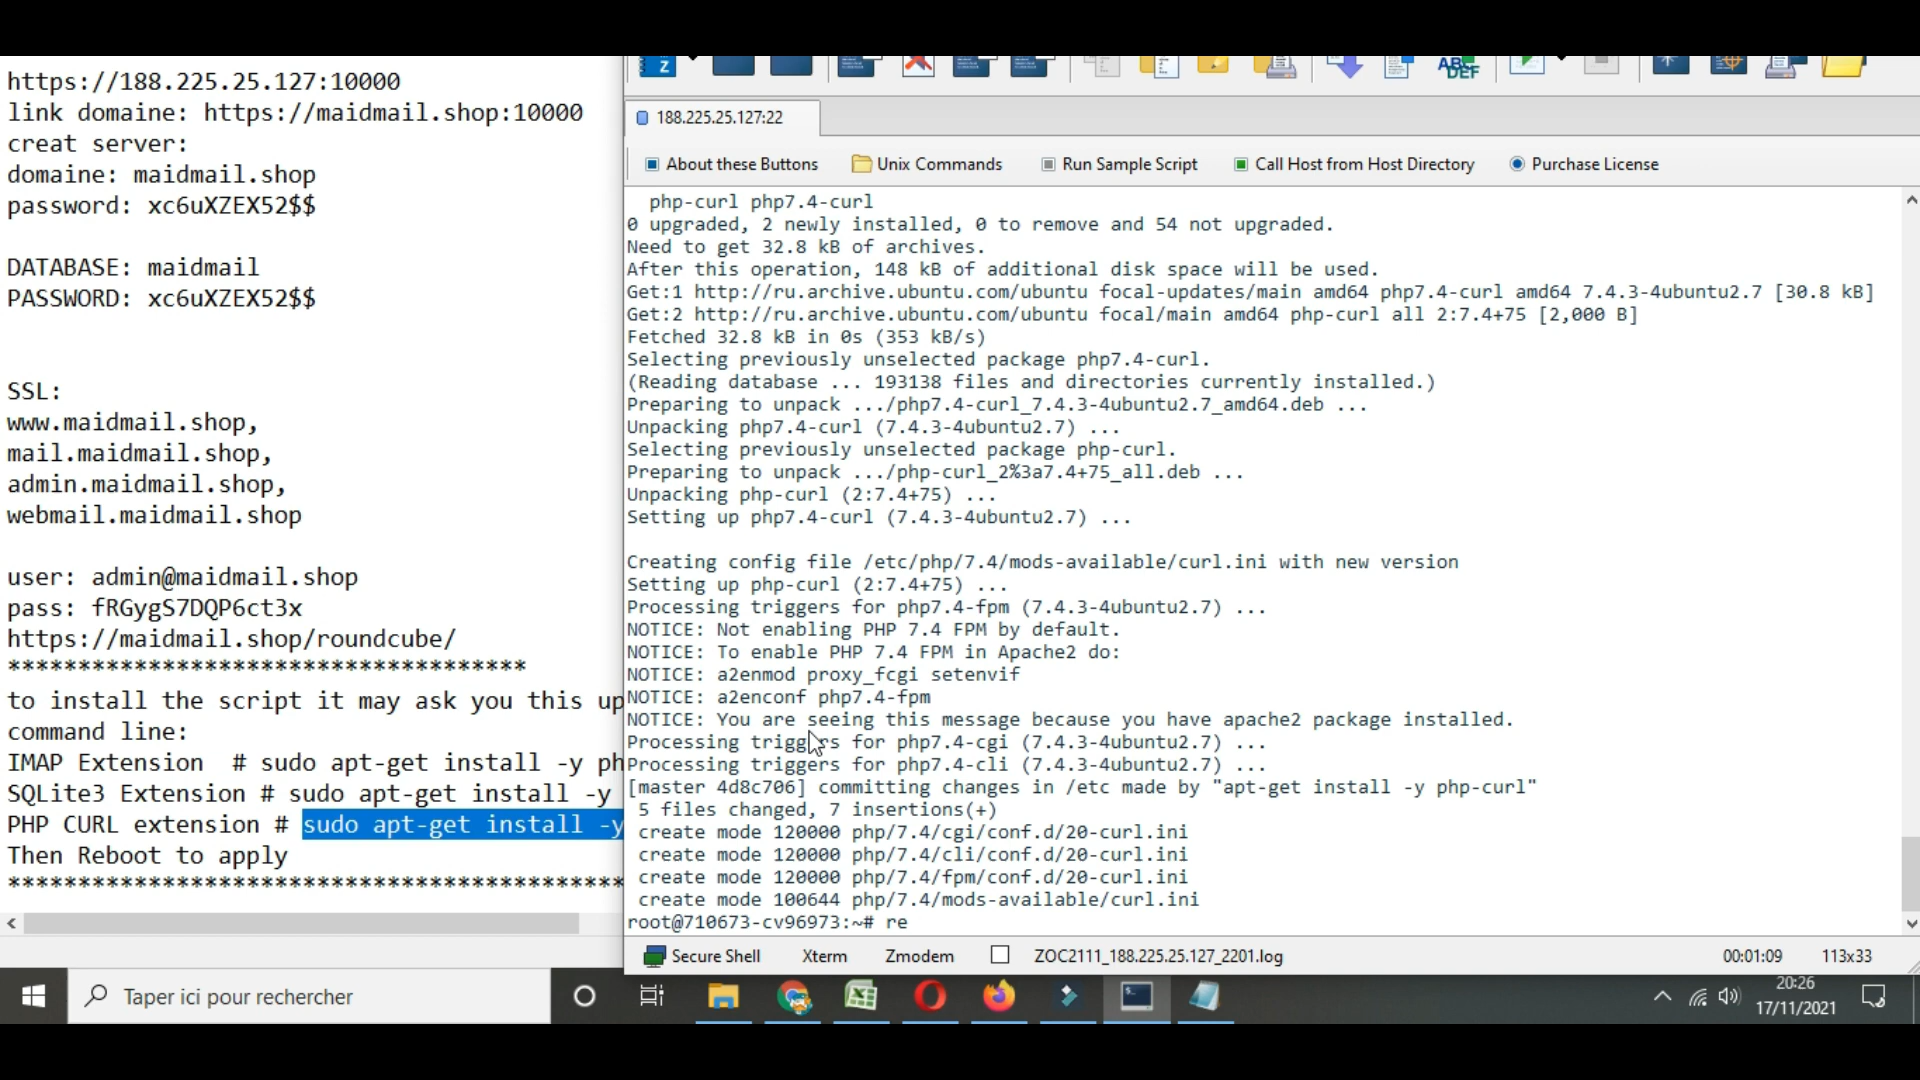 https://188.225.25.127:10000
link domaine: https://maidmail.shop:10000
creat server:
domaine: maidmail.shop
password: xc6uXZEX52$$
DATABASE: maidmail
PASSWORD: xc6uXZEX52$$
SSL:
www.maidmail.shop,
mail.maidmail.shop,
admin.maidmail.shop,
webmail.maidmail.shop
user: admin@maidmail.shop
pass: fRGygS7DQP6ct3x
https://maidmail.shop/roundcube/
*************************************
to install the script it may ask you this up
command line:
IMAP Extension  # sudo apt-get install -y ph
SQLite3 Extension # sudo apt-get install -y
PHP CURL extension # sudo apt-get install -y
Then Reboot to apply
********************************************
Z
ABC
DEF
188.225.25.127:22
About these Buttons
Unix Commands
Run Sample Script
Call Host from Host Directory
Purchase License
php-curl php7.4-curl
0 upgraded, 2 newly installed, 0 to remove and 54 not upgraded.
Need to get 32.8 kB of archives.
After this operation, 148 kB of additional disk space will be used.
Get:1 http://ru.archive.ubuntu.com/ubuntu focal-updates/main amd64 php7.4-curl amd64 7.4.3-4ubuntu2.7 [30.8 kB]
Get:2 http://ru.archive.ubuntu.com/ubuntu focal/main amd64 php-curl all 2:7.4+75 [2,000 B]
Fetched 32.8 kB in 0s (353 kB/s)
Selecting previously unselected package php7.4-curl.
(Reading database ... 193138 files and directories currently installed.)
Preparing to unpack .../php7.4-curl_7.4.3-4ubuntu2.7_amd64.deb ...
Unpacking php7.4-curl (7.4.3-4ubuntu2.7) ...
Selecting previously unselected package php-curl.
Preparing to unpack .../php-curl_2%3a7.4+75_all.deb ...
Unpacking php-curl (2:7.4+75) ...
Setting up php7.4-curl (7.4.3-4ubuntu2.7) ...
Creating config file /etc/php/7.4/mods-available/curl.ini with new version
Setting up php-curl (2:7.4+75) ...
Processing triggers for php7.4-fpm (7.4.3-4ubuntu2.7) ...
NOTICE: Not enabling PHP 7.4 FPM by default.
NOTICE: To enable PHP 7.4 FPM in Apache2 do:
NOTICE: a2enmod proxy_fcgi setenvif
NOTICE: a2enconf php7.4-fpm
NOTICE: You are seeing this message because you have apache2 package installed.
Processing triggers for php7.4-cgi (7.4.3-4ubuntu2.7) ...
Processing triggers for php7.4-cli (7.4.3-4ubuntu2.7) ...
[master 4d8c706] committing changes in /etc made by "apt-get install -y php-curl"
5 files changed, 7 insertions(+)
create mode 120000 php/7.4/cgi/conf.d/20-curl.ini
create mode 120000 php/7.4/cli/conf.d/20-curl.ini
create mode 120000 php/7.4/fpm/conf.d/20-curl.ini
create mode 100644 php/7.4/mods-available/curl.ini
root@710673-cv96973:~# re
Secure Shell
Xterm
Zmodem
ZOC2111_188.225.25.127_2201.log
00:01:09
113x33
Taper ici pour rechercher
20:26
17/11/2021